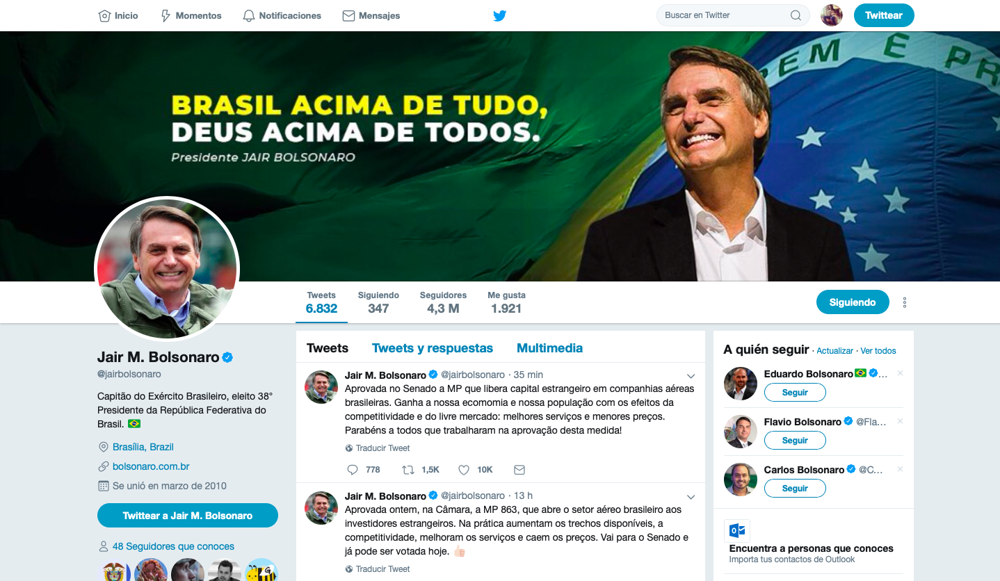 Inicio
Momentos
Notificaciones
Mensajes
Buscar en Twitter
Twittear
BRASIL ACIMA DE TUDO,
DEUS ACIMA DE TODOS.
Presidente JAIR BOLSONARO
EM É PR
Tweets
6.832
Siguiendo
347
Seguidores
4,3 M
Me gusta
1.921
Siguiendo
Jair M. Bolsonaro
@jairbolsonaro
Capitão do Exército Brasileiro, eleito 38°
Presidente da República Federativa do
Brasil. 🇧🇷
Brasília, Brazil
bolsonaro.com.br
Se unió en marzo de 2010
Twittear a Jair M. Bolsonaro
48 Seguidores que conoces
Tweets
Tweets y respuestas
Multimedia
Jair M. Bolsonaro @jairbolsonaro · 35 min
Aprovada no Senado a MP que libera capital estrangeiro em companhias aéreas
brasileiras. Ganha a nossa ecomomia e nossa população com os efeitos da
competitividade e do livre mercado: melhores serviços e menores preços.
Parabéns a todos que trabalharam na aprovação desta medida!
Traducir Tweet
778
1,5K
10K
Jair M. Bolsonaro @jairbolsonaro · 13 h
Aprovada ontem, na Câmara, a MP 863, que abre o setor aéreo brasileiro aos
investidores estrangeiros. Na prática aumentam os trechos disponíveis, a
competitividade, melhoram os serviços e caem os preços. Vai para o Senado e
já pode ser votada hoje. 👍🏻
Traducir Tweet
A quién seguir · Actualizar · Ver todos
Eduardo Bolsonaro🇧🇷 ...
Seguir
Flavio Bolsonaro @Fla...
Seguir
Carlos Bolsonaro @C...
Seguir
Encuentra a personas que conoces
Importa tus contactos de Outlook